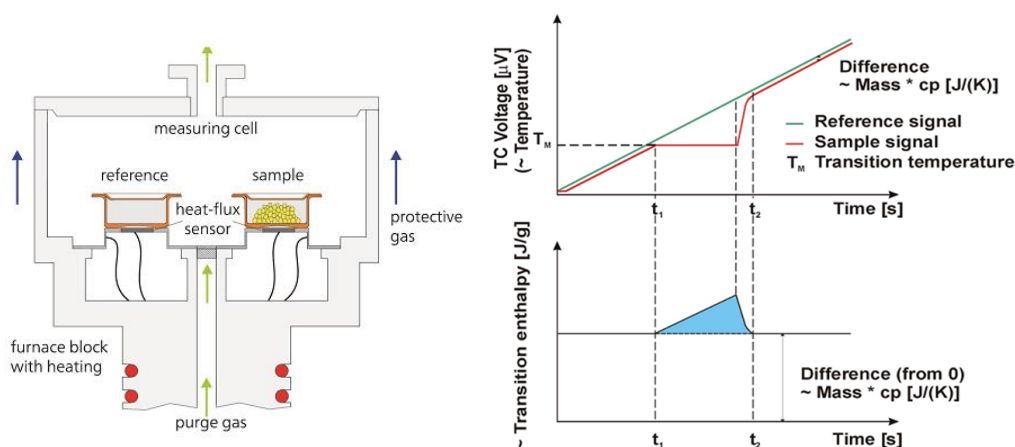 measuring cell
reference
sample
heat-flux
sensor
protective
gas
furnace block
with heating
purge gas
TC Voltage [µV]
(~ Temperature)
Difference
~ Mass * cp [J/(K)]
Reference signal
Sample signal
TM Transition temperature
TM
t1
t2
Time [s]
~ Transition enthalpy [J/g]
Difference (from 0)
~ Mass * cp [J/(K)]
t1
t2
Time [s]